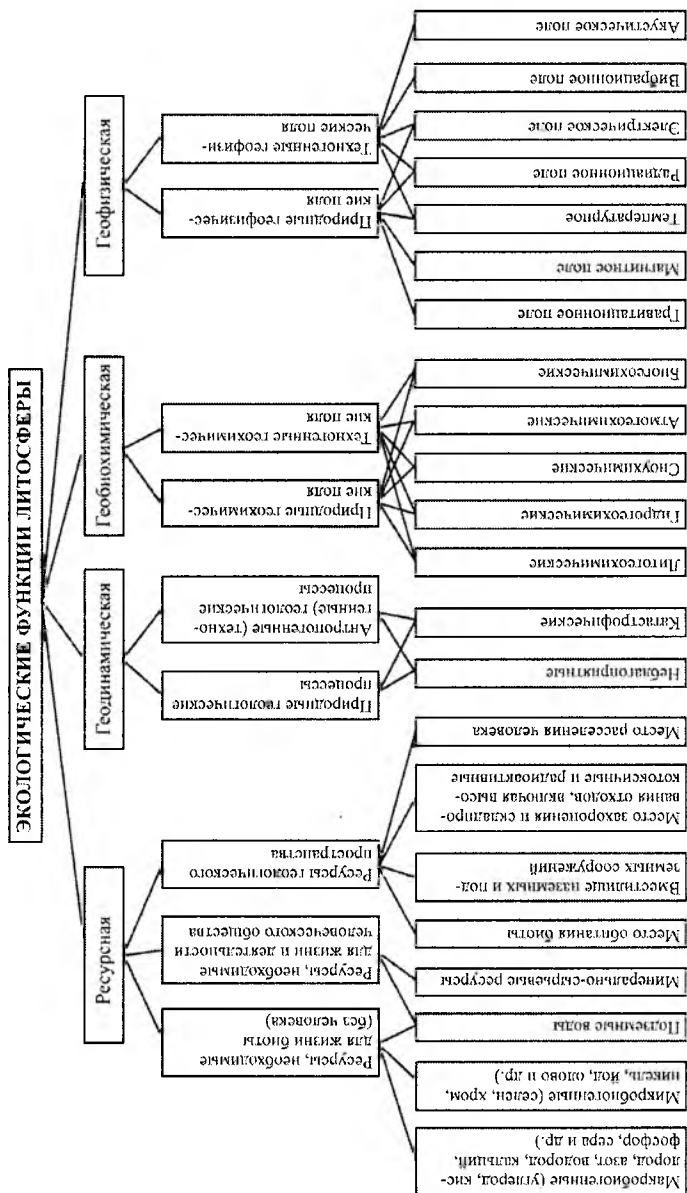 ЭКОЛОГИЧЕСКИЕ ФУНКЦИИ ЛИТОСФЕРЫ
Ресурсная
Геодинамическая
Геобиохимическая
Геофизическая
Ресурсы, необходимые
для жизни биоты
(без человека)
Ресурсы, необходимые
для жизни и деятельности
человеческого общества
Ресурсы геологического
пространства
Природные геологические
процессы
Антропогенные (техно-
генные) геологические
процессы
Природные геохимичес-
кие поля
Техногенные геохимичес-
кие поля
Природные геофизичес-
кие поля
Техногенные геофизи-
ческие поля
Макробиогенные (углерод, кис-
лород, азот, водород, кальций,
фосфор, сера и др.)
Микробиогенные (селен, хром,
никель, йод, олово и др.)
Подземные воды
Минерально-сырьевые ресурсы
Место обитания биоты
Вместилище наземных и под-
земных сооружений
Место захоронения и складиро-
вания отходов, включая высо-
котоксичные и радиоактивные
Место расселения человека
Неблагоприятные
Катастрофические
Литогеохимические
Гидрогеохимические
Сноухимические
Атмогеохимические
Биогеохимические
Гравитационное поле
Магнитное поле
Температурное
Радиационное поле
Электрическое поле
Вибрационное поле
Акустическое поле